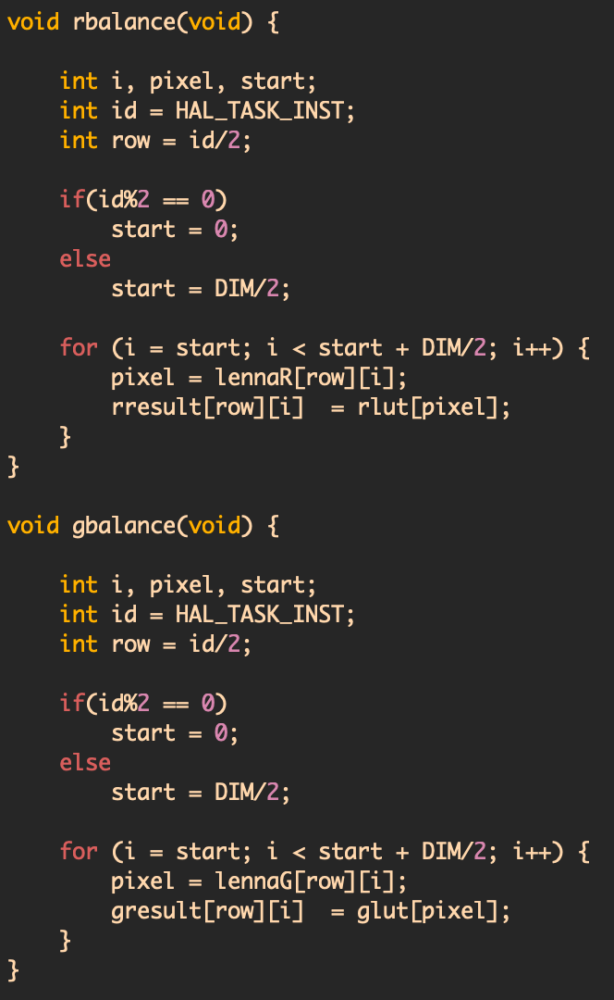 void rbalance(void) {

    int i, pixel, start;
    int id = HAL_TASK_INST;
    int row = id/2;

    if(id%2 == 0)
        start = 0;
    else
        start = DIM/2;

    for (i = start; i < start + DIM/2; i++) {
        pixel = lennaR[row][i];
        rresult[row][i]  = rlut[pixel];
    }
}

void gbalance(void) {

    int i, pixel, start;
    int id = HAL_TASK_INST;
    int row = id/2;

    if(id%2 == 0)
        start = 0;
    else
        start = DIM/2;

    for (i = start; i < start + DIM/2; i++) {
        pixel = lennaG[row][i];
        gresult[row][i]  = glut[pixel];
    }
}